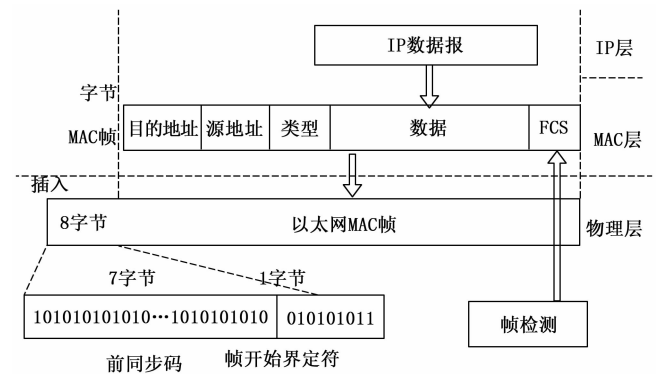 IP数据报
IP层
字节
MAC帧
目的地址
源地址
类型
数据
FCS
MAC层
插入
8字节
以太网MAC帧
物理层
7字节
1字节
101010101010…1010101010
010101011
帧检测
前同步码
帧开始界定符